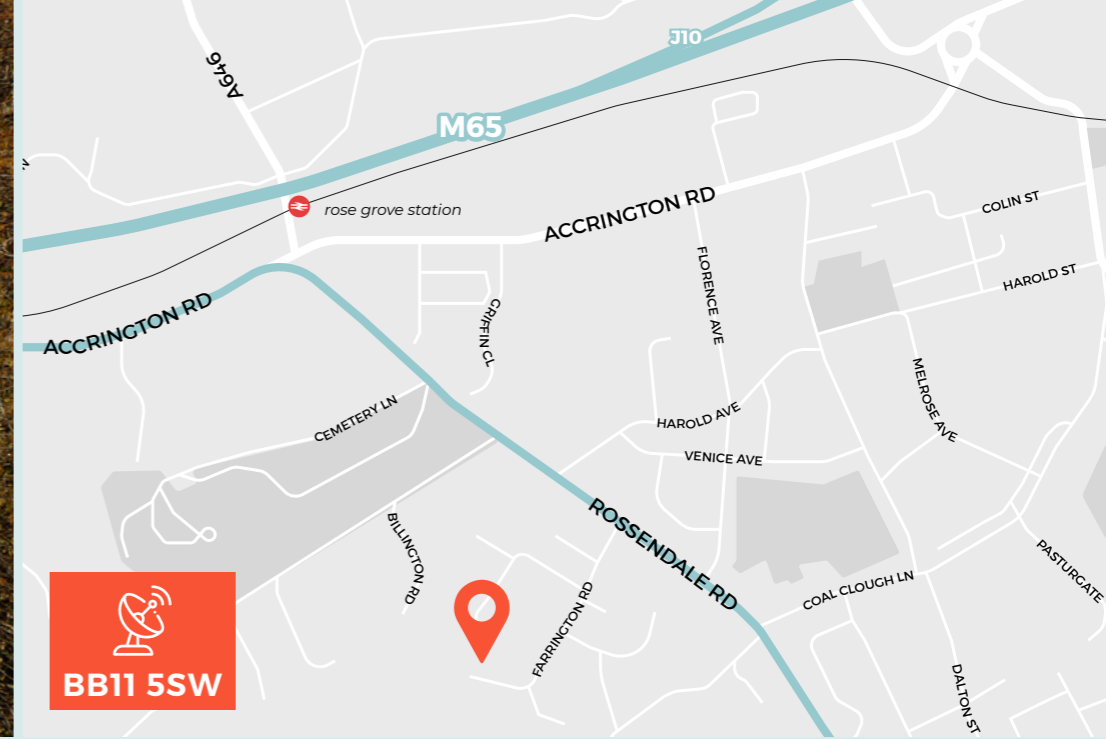 J10
A646
M65
rose grove station
ACCRINGTON RD
COLIN ST
HAROLD ST
FLORENCE AVE
ACCRINGTON RD
GRIFFIN CL
MELROSE AVE
CEMETERY LN
HAROLD AVE
VENICE AVE
BILLINGTON RD
ROSSENDALE RD
PASTURGATE
COAL CLOUGH LN
FARRINGTON RD
BB11 5SW
DALTON ST